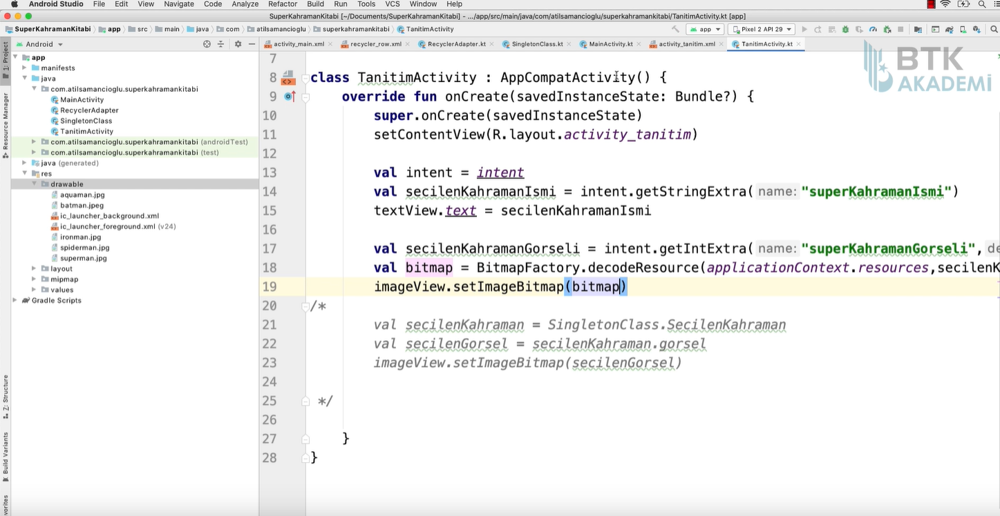 Android Studio File Edit View Navigate Code Analyze Refactor Build Run Tools VCS Window Help
SuperKahramanKitabi [~/Documents/SuperKahramanKitabi] - .../app/src/main/java/com/atilsamancioglu/superkahramankitabi/TanitimActivity.kt [app]
SuperKahramanKitabi app src main java com atilsamancioglu superkahramankitabi TanitimActivity app Pixel 2 API 29
Android activity_main.xml recycler_row.xml RecyclerAdapter.kt SingletonClass.kt MainActivity.kt activity_tanitim.xml TanitimActivity.kt
1: Project
Resource Manager
Z: Structure
Build Variants
app
manifests
java
com.atilsamancioglu.superkahramankitabi
MainActivity
RecyclerAdapter
SingletonClass
TanitimActivity
com.atilsamancioglu.superkahramankitabi (androidTest)
com.atilsamancioglu.superkahramankitabi (test)
java (generated)
res
drawable
aquaman.jpg
batman.jpeg
ic_launcher_background.xml
ic_launcher_foreground.xml (v24)
ironman.jpg
spiderman.jpg
superman.jpg
layout
mipmap
values
Gradle Scripts
BTK
AKADEMİ
7
8 class TanitimActivity : AppCompatActivity() {
9 override fun onCreate(savedInstanceState: Bundle?) {
10 super.onCreate(savedInstanceState)
11 setContentView(R.layout.activity_tanitim)
12
13 val intent = intent
14 val secilenKahramanIsmi = intent.getStringExtra( name: "superKahramanIsmi")
15 textView.text = secilenKahramanIsmi
16
17 val secilenKahramanGorseli = intent.getIntExtra( name: "superKahramanGorseli",
18 val bitmap = BitmapFactory.decodeResource(applicationContext.resources,
19 imageView.setImageBitmap(bitmap)
20 /*
21 val secilenKahraman = SingletonClass.SecilenKahraman
22 val secilenGorsel = secilenKahraman.gorsel
23 imageView.setImageBitmap(secilenGorsel)
24
25 */
26
27 }
28 }